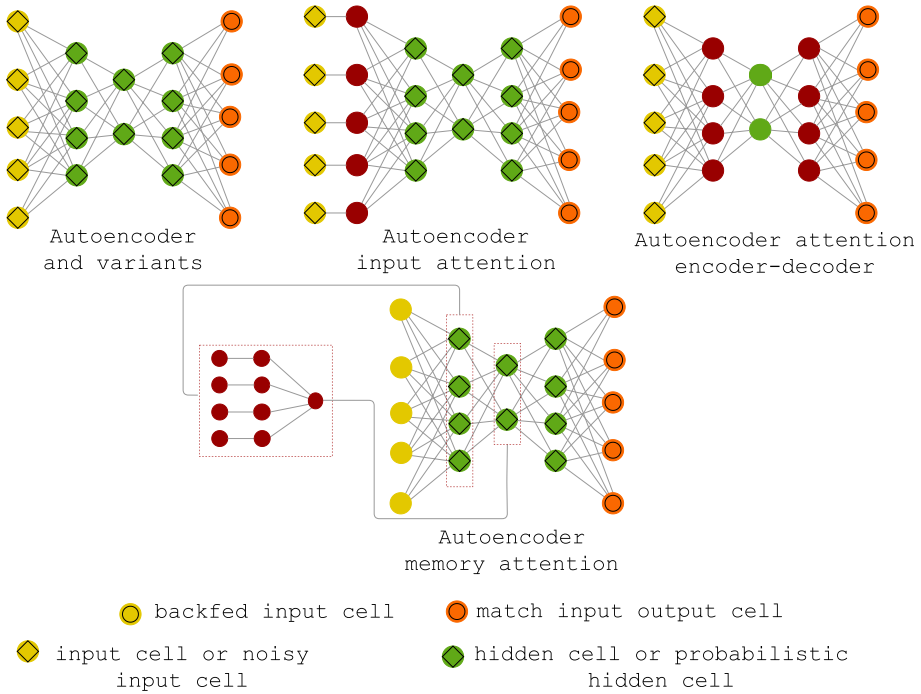 Autoencoder
and variants
Autoencoder
input attention
Autoencoder attention
encoder-decoder
Autoencoder
memory attention
backfed input cell
match input output cell
input cell or noisy
input cell
hidden cell or probabilistic
hidden cell